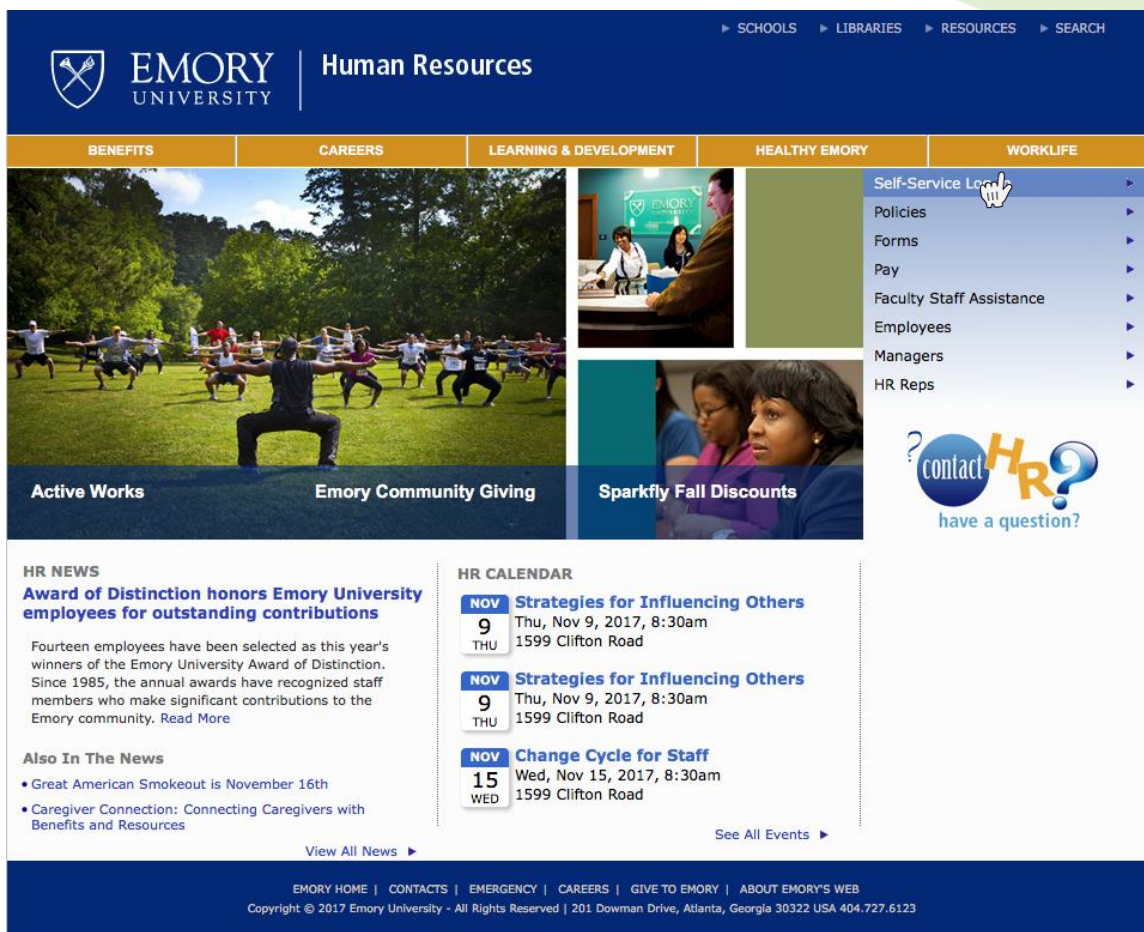 SCHOOLS LIBRARIES RESOURCES SEARCH
EMORY
UNIVERSITY
Human Resources
BENEFITS CAREERS LEARNING & DEVELOPMENT HEALTHY EMORY WORKLIFE
EMORY
Self-Service
Policies
Forms
Pay
Faculty Staff Assistance
Employees
Managers
HR Reps
Active Works Emory Community Giving Sparkfly Fall Discounts
? contact HR?
have a question?
HR NEWS
Award of Distinction honors Emory University
employees for outstanding contributions
Fourteen employees have been selected as this year's
winners of the Emory University Award of Distinction.
Since 1985, the annual awards have recognized staff
members who make significant contributions to the
Emory community. Read More
Also In The News
• Great American Smokeout is November 16th
• Caregiver Connection: Connecting Caregivers with
Benefits and Resources
View All News
HR CALENDAR
NOV
9
THU
Strategies for Influencing Others
Thu, Nov 9, 2017, 8:30am
1599 Clifton Road
NOV
9
THU
Strategies for Influencing Others
Thu, Nov 9, 2017, 8:30am
1599 Clifton Road
NOV
15
WED
Change Cycle for Staff
Wed, Nov 15, 2017, 8:30am
1599 Clifton Road
See All Events
EMORY HOME | CONTACTS | EMERGENCY | CAREERS | GIVE TO EMORY | ABOUT EMORY'S WEB
Copyright © 2017 Emory University - All Rights Reserved | 201 Dowman Drive, Atlanta, Georgia 30322 USA 404.727.6123